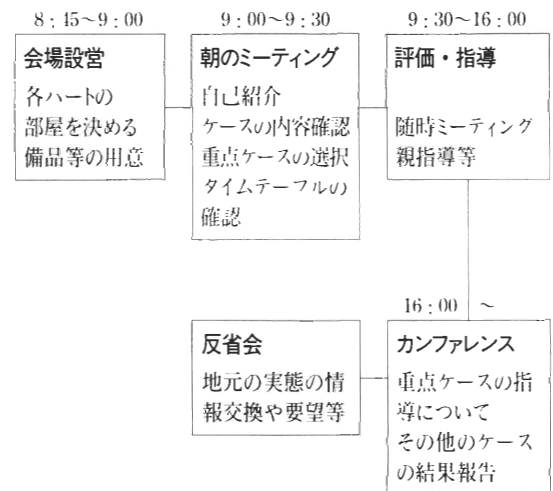 8：45〜9：00
会場設営
各ハートの
部屋を決める
備品等の用意
9：00〜9：30
朝のミーティング
自己紹介
ケースの内容確認
重点ケースの選択
タイムテーフルの
確認
9：30〜16：00
評価・指導
随時ミーティング
親指導等
16：00　〜
カンファレンス
重点ケースの指
導について
その他のケース
の結果報告
反省会
地元の実態の情
報交換や要望等